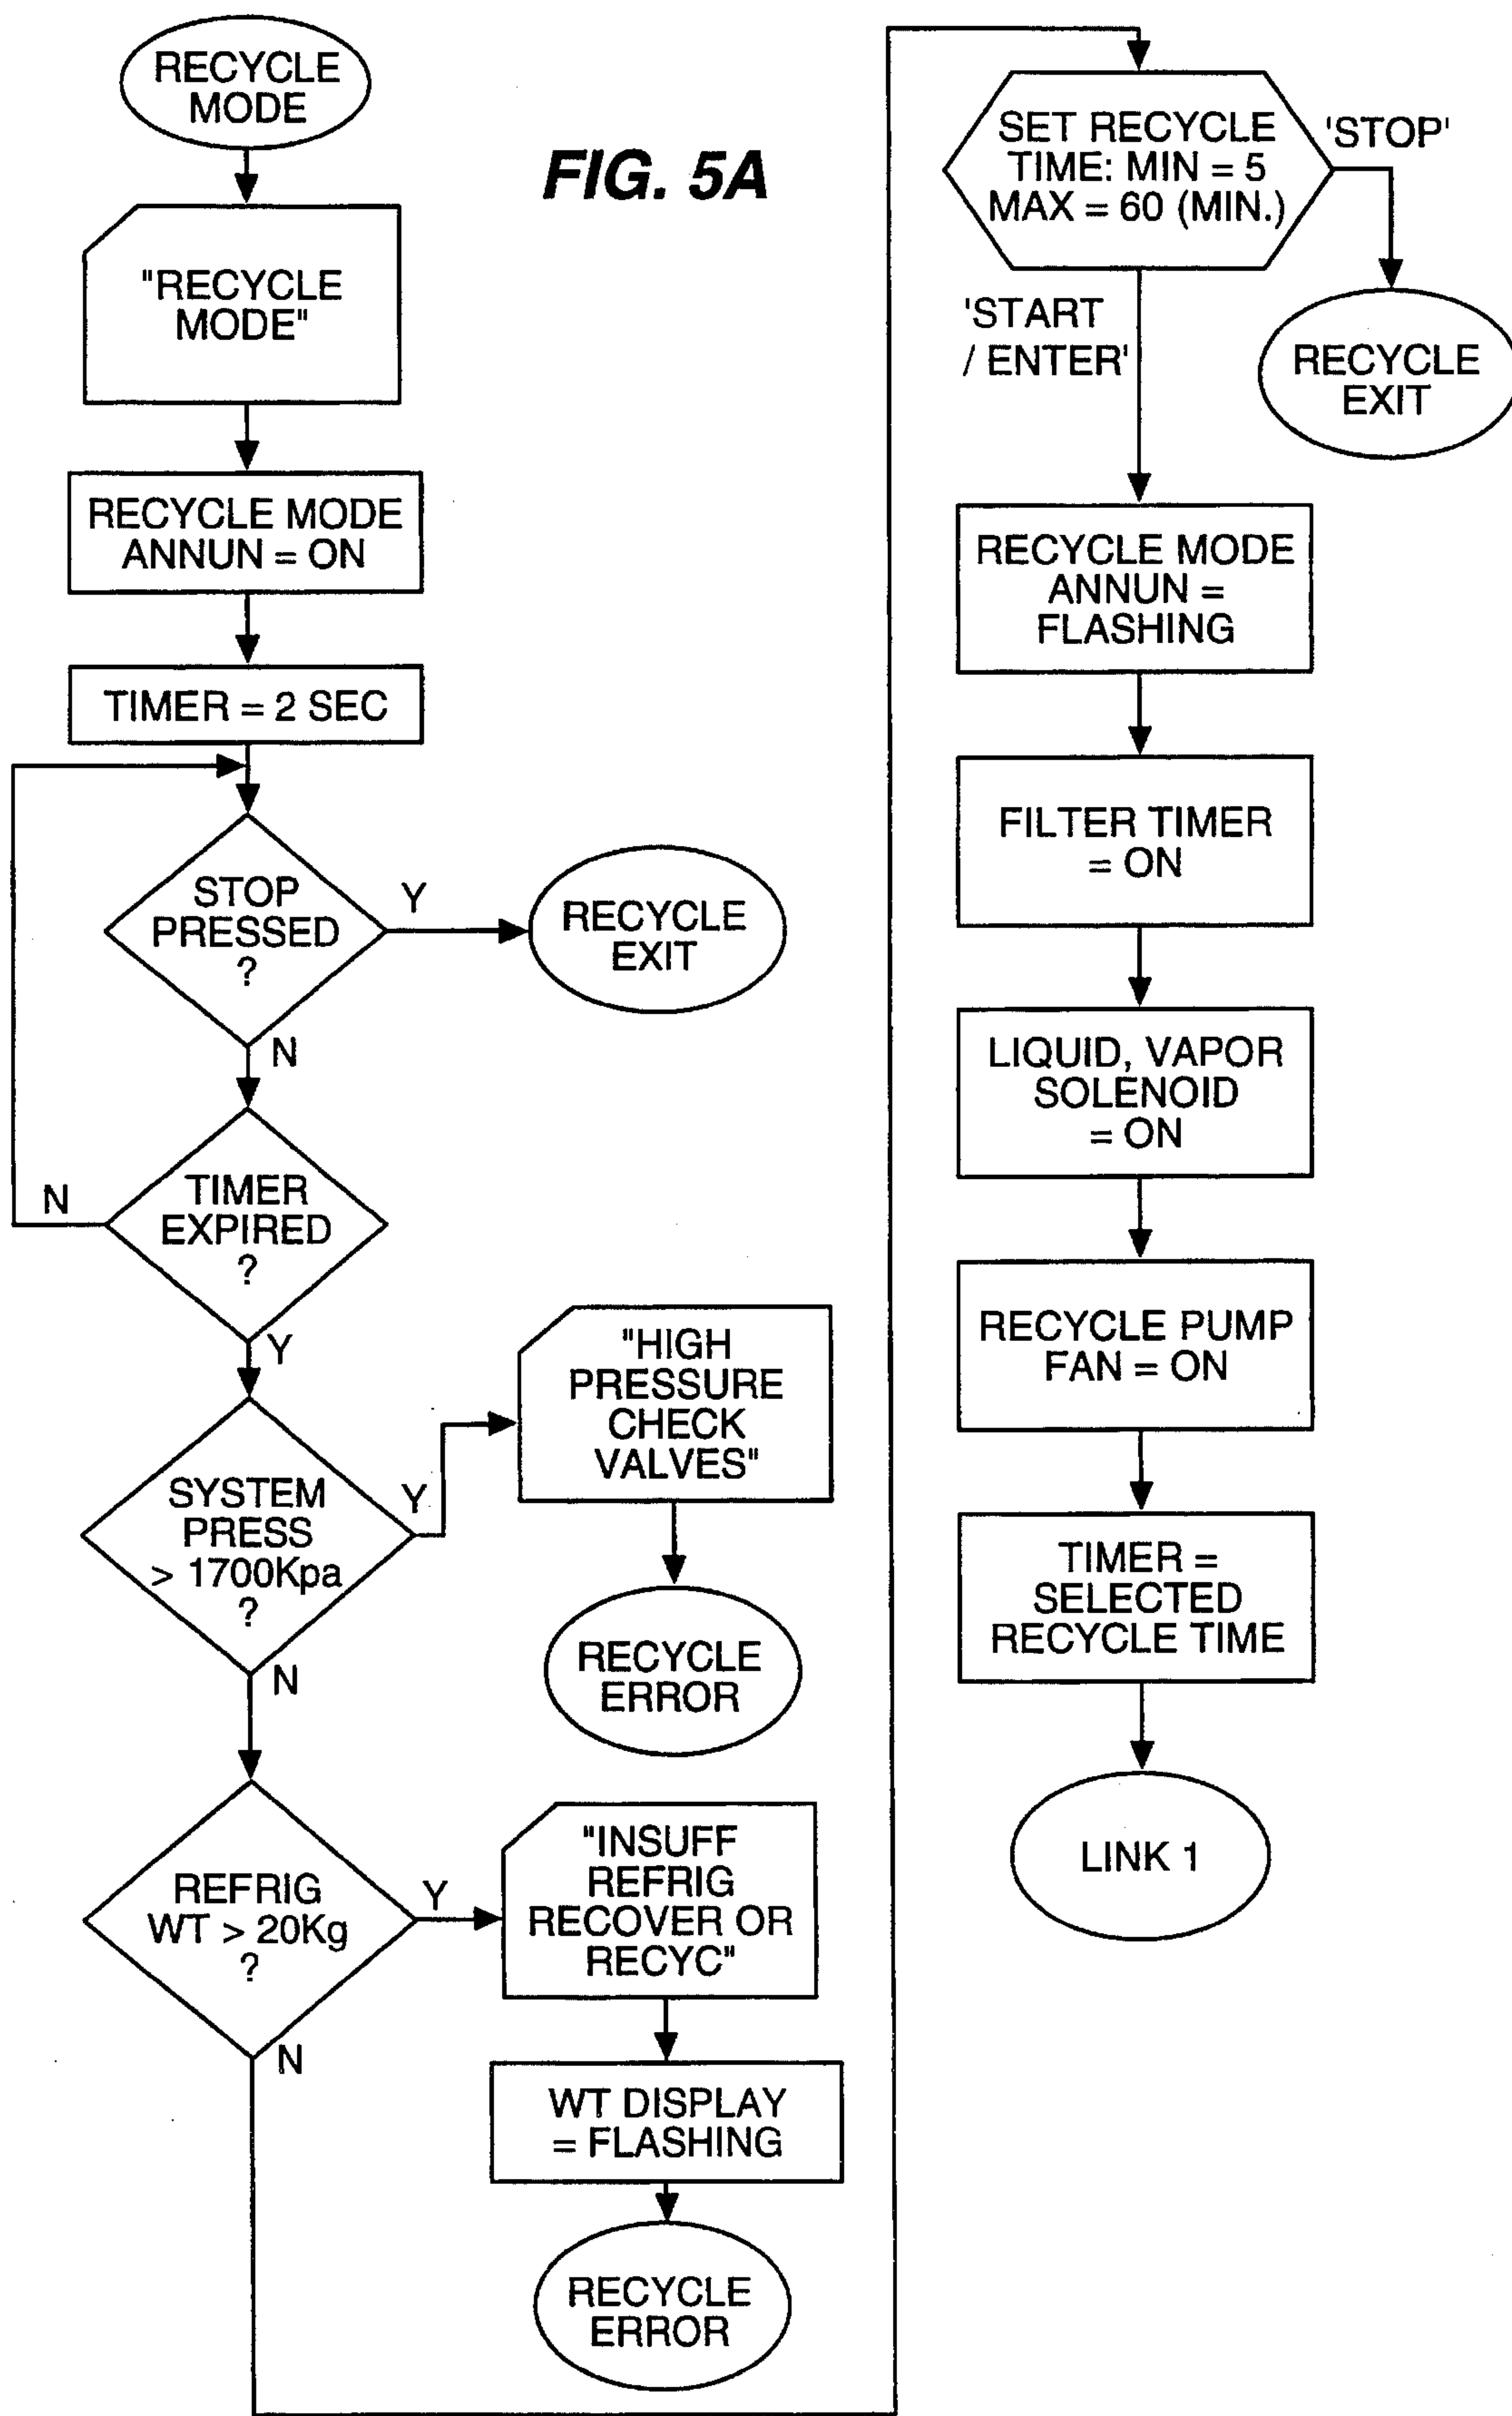 FIG. 5A
RECYCLE
MODE
"RECYCLE
MODE"
RECYCLE MODE
ANNUN = ON
TIMER = 2 SEC
STOP
PRESSED
?
Y
RECYCLE
EXIT
N
TIMER
EXPIRED
?
N
Y
SYSTEM
PRESS
> 1700Kpa
?
Y
"HIGH
PRESSURE
CHECK
VALVES"
RECYCLE
ERROR
N
REFRIG
WT > 20Kg
?
Y
"INSUFF
REFRIG
RECOVER OR
RECYC"
WT DISPLAY
= FLASHING
RECYCLE
ERROR
N
SET RECYCLE
TIME: MIN = 5
MAX = 60 (MIN.)
'STOP'
RECYCLE
EXIT
'START
/ ENTER'
RECYCLE MODE
ANNUN =
FLASHING
FILTER TIMER
= ON
LIQUID, VAPOR
SOLENOID
= ON
RECYCLE PUMP
FAN = ON
TIMER =
SELECTED
RECYCLE TIME
LINK 1